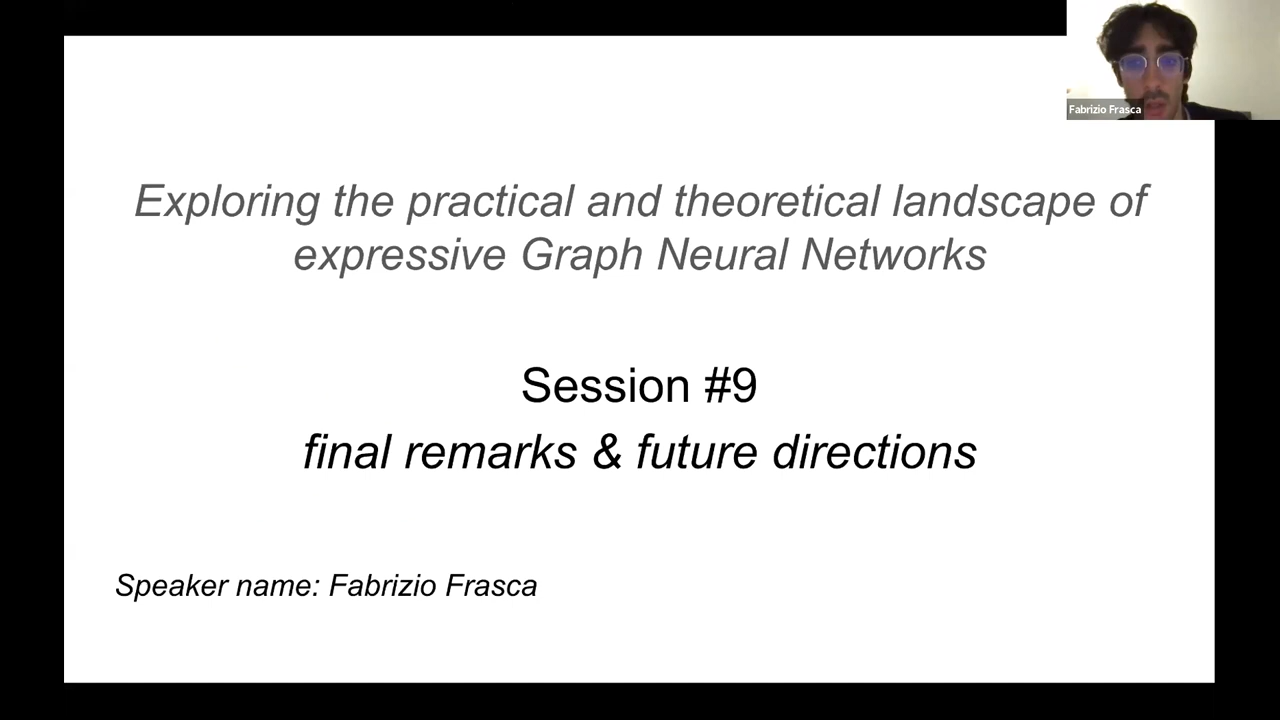 Fabrizio Frasca
Exploring the practical and theoretical landscape of
expressive Graph Neural Networks
Session #9
final remarks & future directions
Speaker name: Fabrizio Frasca